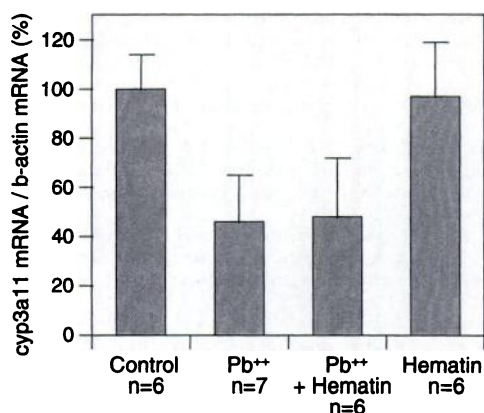 cyp3a11 mRNA / b-actin mRNA (%)
120
100
80
60
40
20
0
Control
n=6
Pb++
n=7
Pb++
+ Hematin
n=6
Hematin
n=6